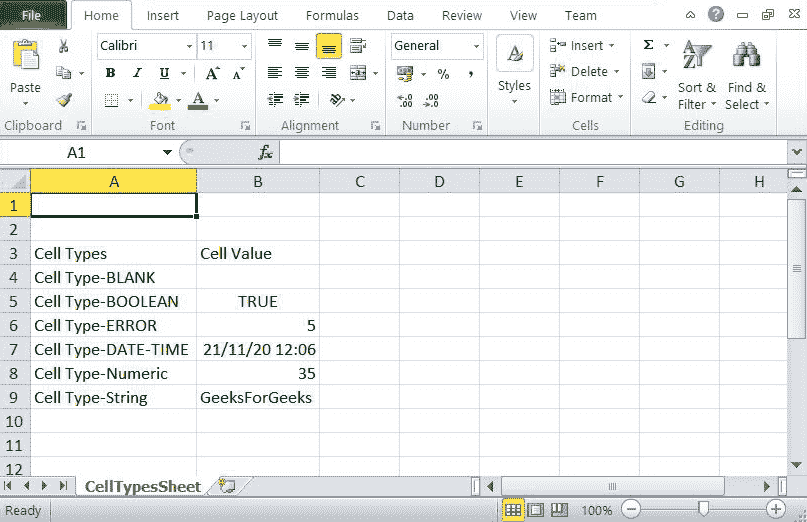 File Home Insert Page Layout Formulas Data Review View Team
Calibri 11 General Insert Σ
Paste B I U A A % , Styles Delete Sort & Find &
A Format Filter Select
Clipboard Font Alignment Number Cells Editing
A1 fx
A B C D E F G H
1
2
3 Cell Types Cell Value
4 Cell Type-BLANK
5 Cell Type-BOOLEAN TRUE
6 Cell Type-ERROR 5
7 Cell Type-DATE-TIME 21/11/20 12:06
8 Cell Type-Numeric 35
9 Cell Type-String GeeksForGeeks
10
11
12
CellTypesSheet
Ready 100%